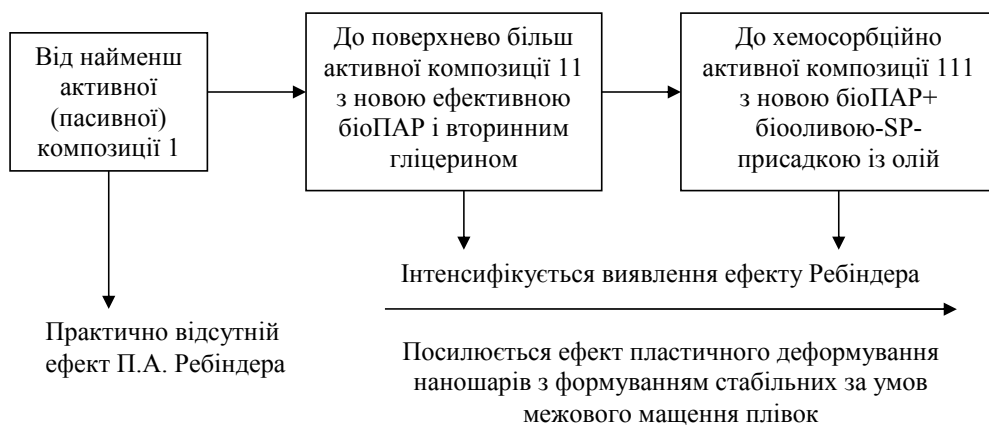 Від найменш
активної
(пасивної)
композиції 1
До поверхнево більш
активної композиції 11
з новою ефективною
біоПАР і вторинним
гліцерином
До хемосорбційно
активної композиції 111
з новою біоПАР+
біооливою-SP-
присадкою із олій
Інтенсифікується виявлення ефекту Ребіндера
Практично відсутній
ефект П.А. Ребіндера
Посилюється ефект пластичного деформування
наношарів з формуванням стабільних за умов
межового мащення плівок